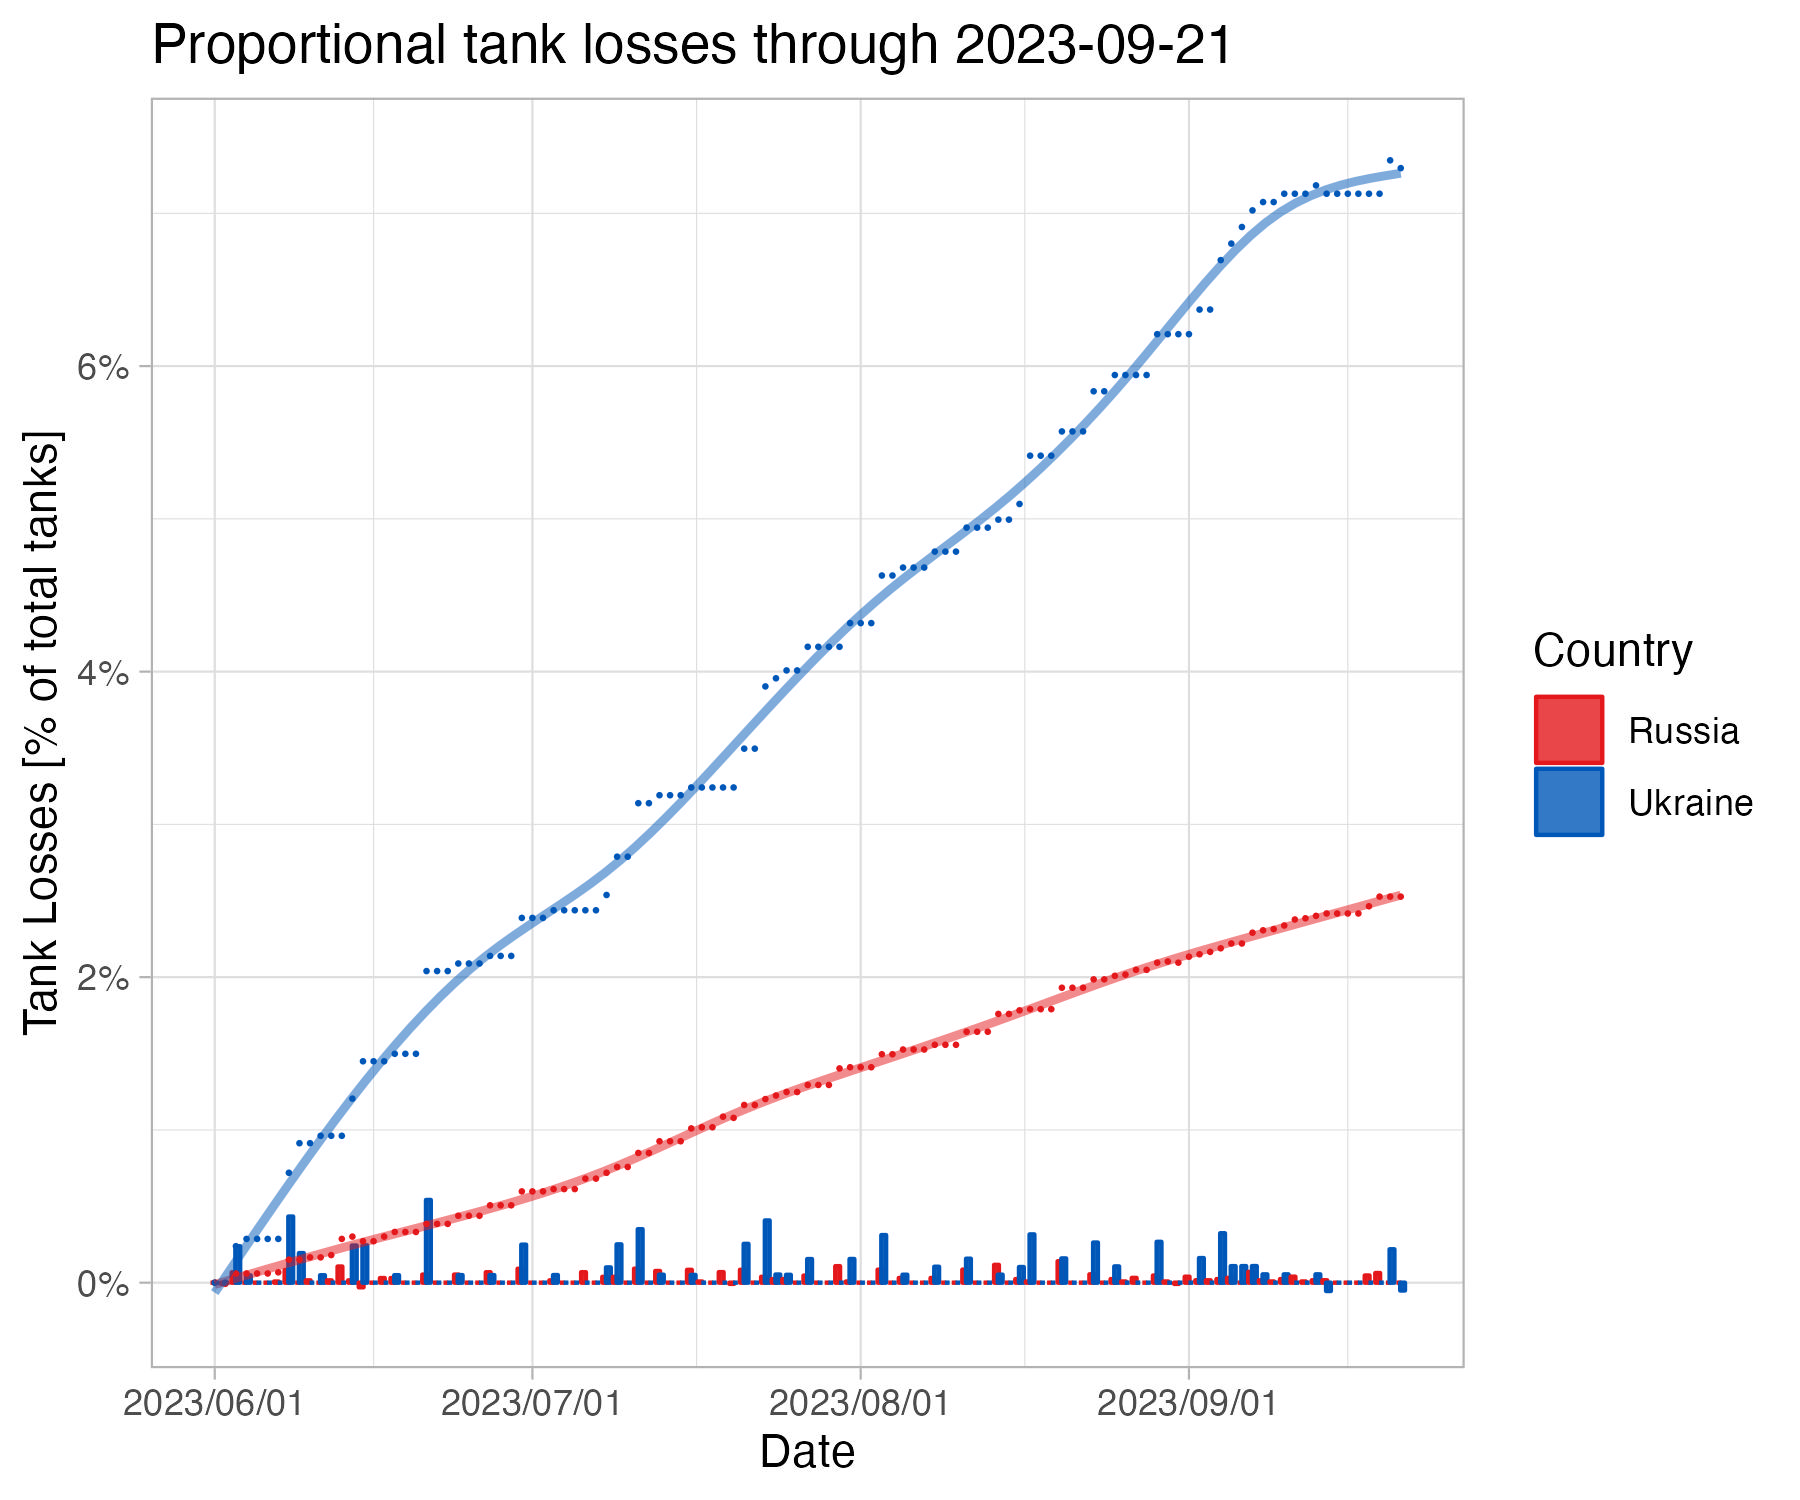 Proportional tank losses through 2023-09-21
Tank Losses [% of total tanks]
6%
4%
2%
0%
2023/06/01
2023/07/01
2023/08/01
2023/09/01
Date
Country
Russia
Ukraine